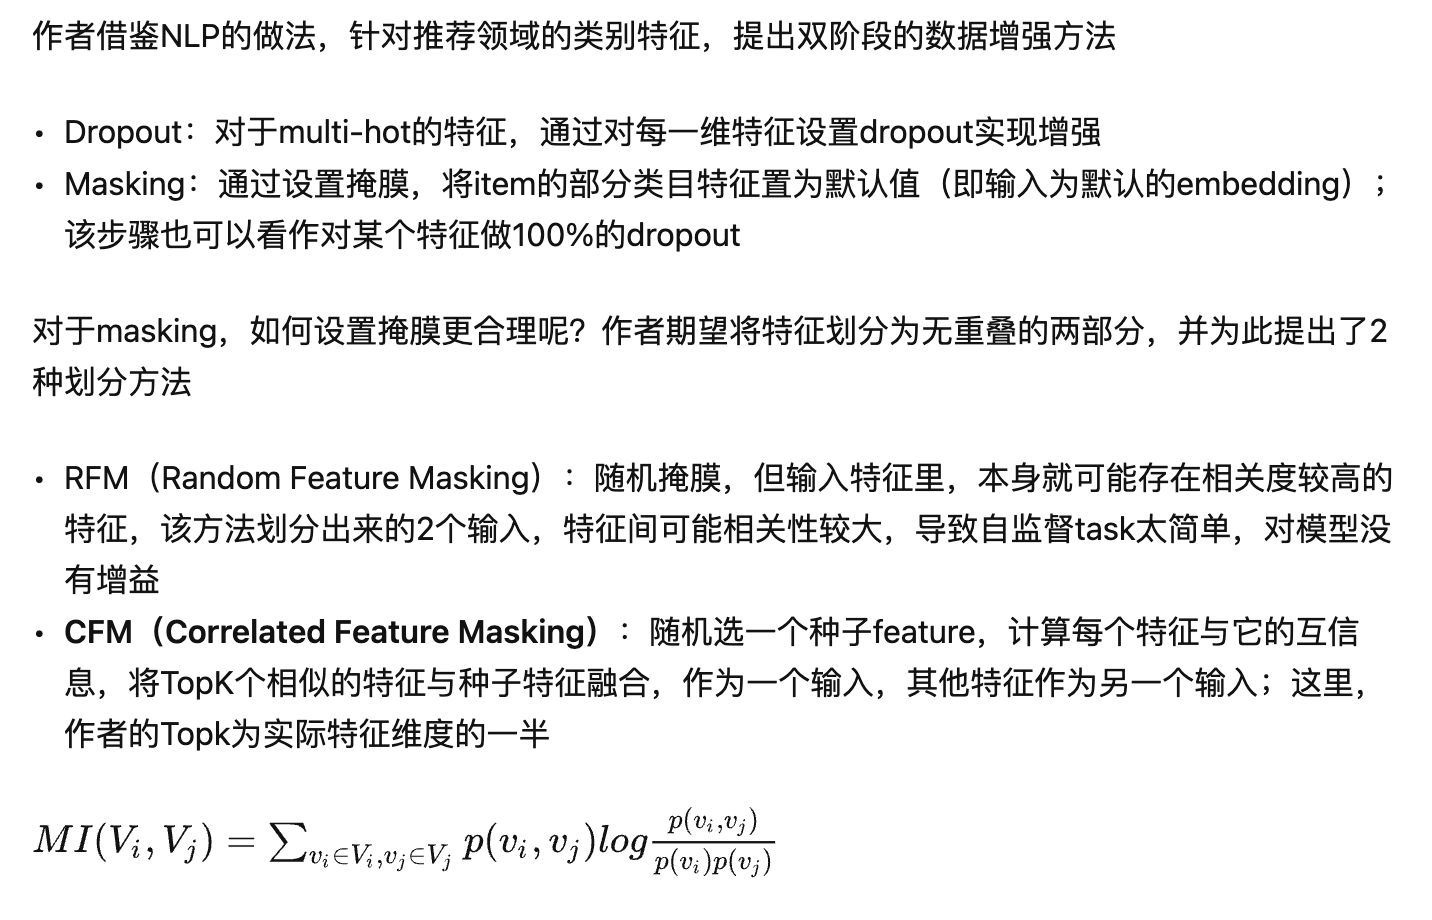 作者借鉴NLP的做法，针对推荐领域的类别特征，提出双阶段的数据增强方法
• Dropout：对于multi-hot的特征，通过对每一维特征设置dropout实现增强
• Masking：通过设置掩膜，将item的部分类目特征置为默认值（即输入为默认的embedding）；
该步骤也可以看作对某个特征做100%的dropout
对于masking，如何设置掩膜更合理呢？作者期望将特征划分为无重叠的两部分，并为此提出了2
种划分方法
• RFM（Random Feature Masking）：随机掩膜，但输入特征里，本身就可能存在相关度较高的
特征，该方法划分出来的2个输入，特征间可能相关性较大，导致自监督task太简单，对模型没
有增益
• CFM（Correlated Feature Masking）：随机选一个种子feature，计算每个特征与它的互信
息，将TopK个相似的特征与种子特征融合，作为一个输入，其他特征作为另一个输入；这里，
作者的Topk为实际特征维度的一半
$MI(V_i, V_j) = \sum_{v_i \in V_i, v_j \in V_j} p(v_i, v_j) log \frac{p(v_i, v_j)}{p(v_i)p(v_j)}$